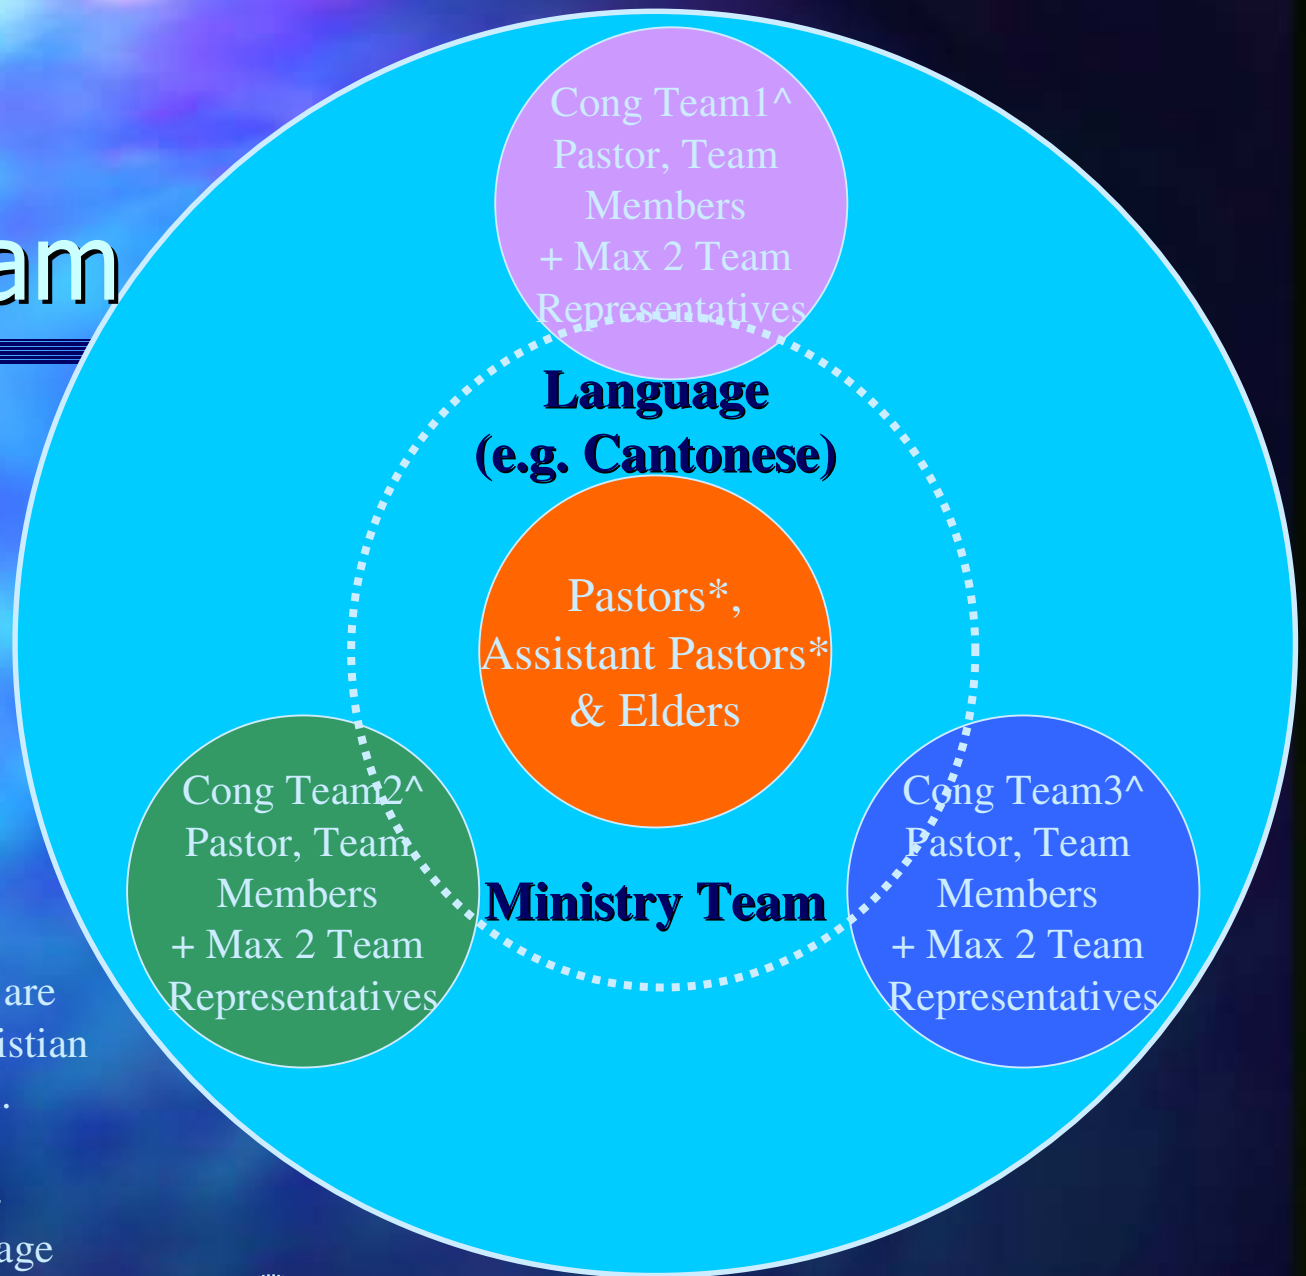 am
Cong Team1^
Pastor, Team
Members
+ Max 2 Team
Representatives
Language
(e.g. Cantonese)
Pastors*,
Assistant Pastors*
& Elders
Cong Team2^
Pastor, Team
Members
+ Max 2 Team
Representatives
Cong Team3^
Pastor, Team
Members
+ Max 2 Team
Representatives
Ministry Team
are
istian
.
age